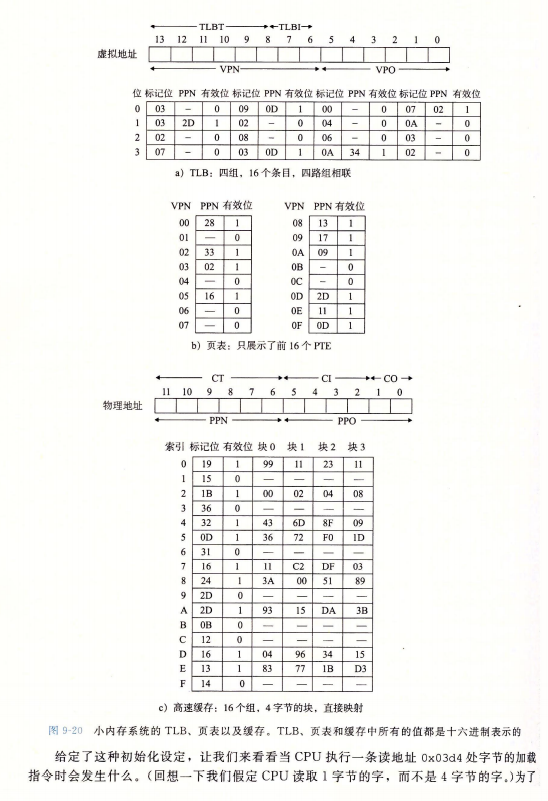 TLBT TLBI
13 12 11 10 9 8 7 6 5 4 3 2 1 0
虚拟地址
VPN VPO
位 标记位 PPN 有效位 标记位 PPN 有效位 标记位 PPN 有效位 标记位 PPN 有效位
0 03 – 0 09 0D 1 00 – 0 07 02 1
1 03 2D 1 02 – 0 04 – 0 0A – 0
2 02 – 0 08 – 0 06 – 0 03 – 0
3 07 – 0 03 0D 1 0A 34 1 02 – 0
a) TLB:四组,16个条目,四路组相联
VPN PPN 有效位 VPN PPN 有效位
00 28 1 08 13 1
01 — 0 09 17 1
02 33 1 0A 09 1
03 02 1 0B – 0
04 — 0 0C – 0
05 16 1 0D 2D 1
06 — 0 0E 11 1
07 — 0 0F 0D 1
b) 页表:只展示了前16个PTE
CT CI CO
11 10 9 8 7 6 5 4 3 2 1 0
物理地址
PPN PPO
索引 标记位 有效位 块0 块1 块2 块3
0 19 1 99 11 23 11
1 15 0 — — — —
2 1B 1 00 02 04 08
3 36 0 — — — —
4 32 1 43 6D 8F 09
5 0D 1 36 72 F0 1D
6 31 0 — — — —
7 16 1 11 C2 DF 03
8 24 1 3A 00 51 89
9 2D 0 — — — —
A 2D 1 93 15 DA 3B
B 0B 0 — — — —
C 12 0 — — — —
D 16 1 04 96 34 15
E 13 1 83 77 1B D3
F 14 0 — — — —
c) 高速缓存:16个组,4字节的块,直接映射
图 9-20 小内存系统的 TLB、页表以及缓存。TLB、页表和缓存中所有的值都是十六进制表示的
给定了这种初始化设定,让我们来看看当 CPU 执行一条读地址 0x03d4 处字节的加载
指令时会发生什么。(回想一下我们假定 CPU 读取 1 字节的字,而不是 4 字节的字。)为了